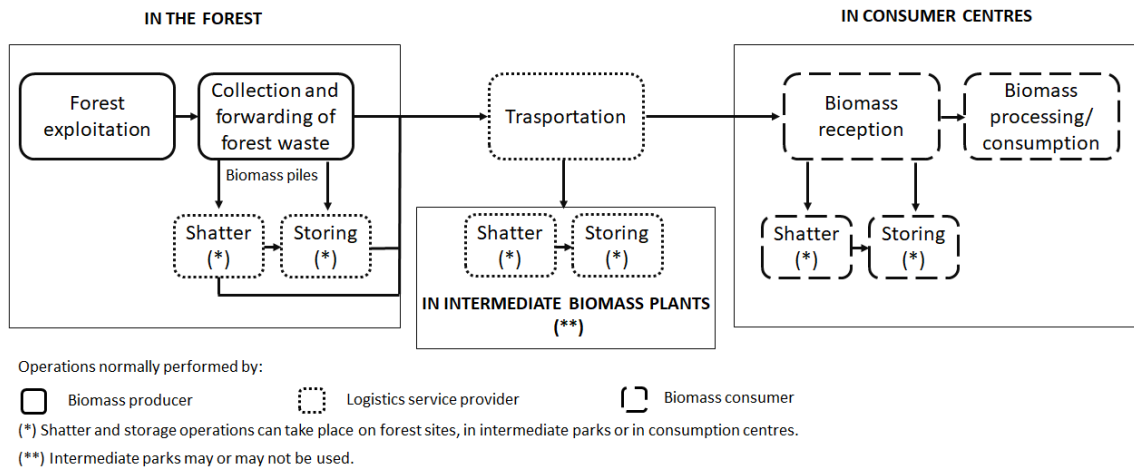 IN THE FOREST
IN CONSUMER CENTRES
Forest
exploitation
Collection and
forwarding of
forest waste
Trasportation
Biomass
reception
Biomass
processing/
consumption
Biomass piles
Shatter
(*)
Storing
(*)
Shatter
(*)
Storing
(*)
Shatter
(*)
Storing
(*)
IN INTERMEDIATE BIOMASS PLANTS
(**)
Operations normally performed by:
Biomass producer
Logistics service provider
Biomass consumer
(*) Shatter and storage operations can take place on forest sites, in intermediate parks or in consumption centres.
(**) Intermediate parks may or may not be used.